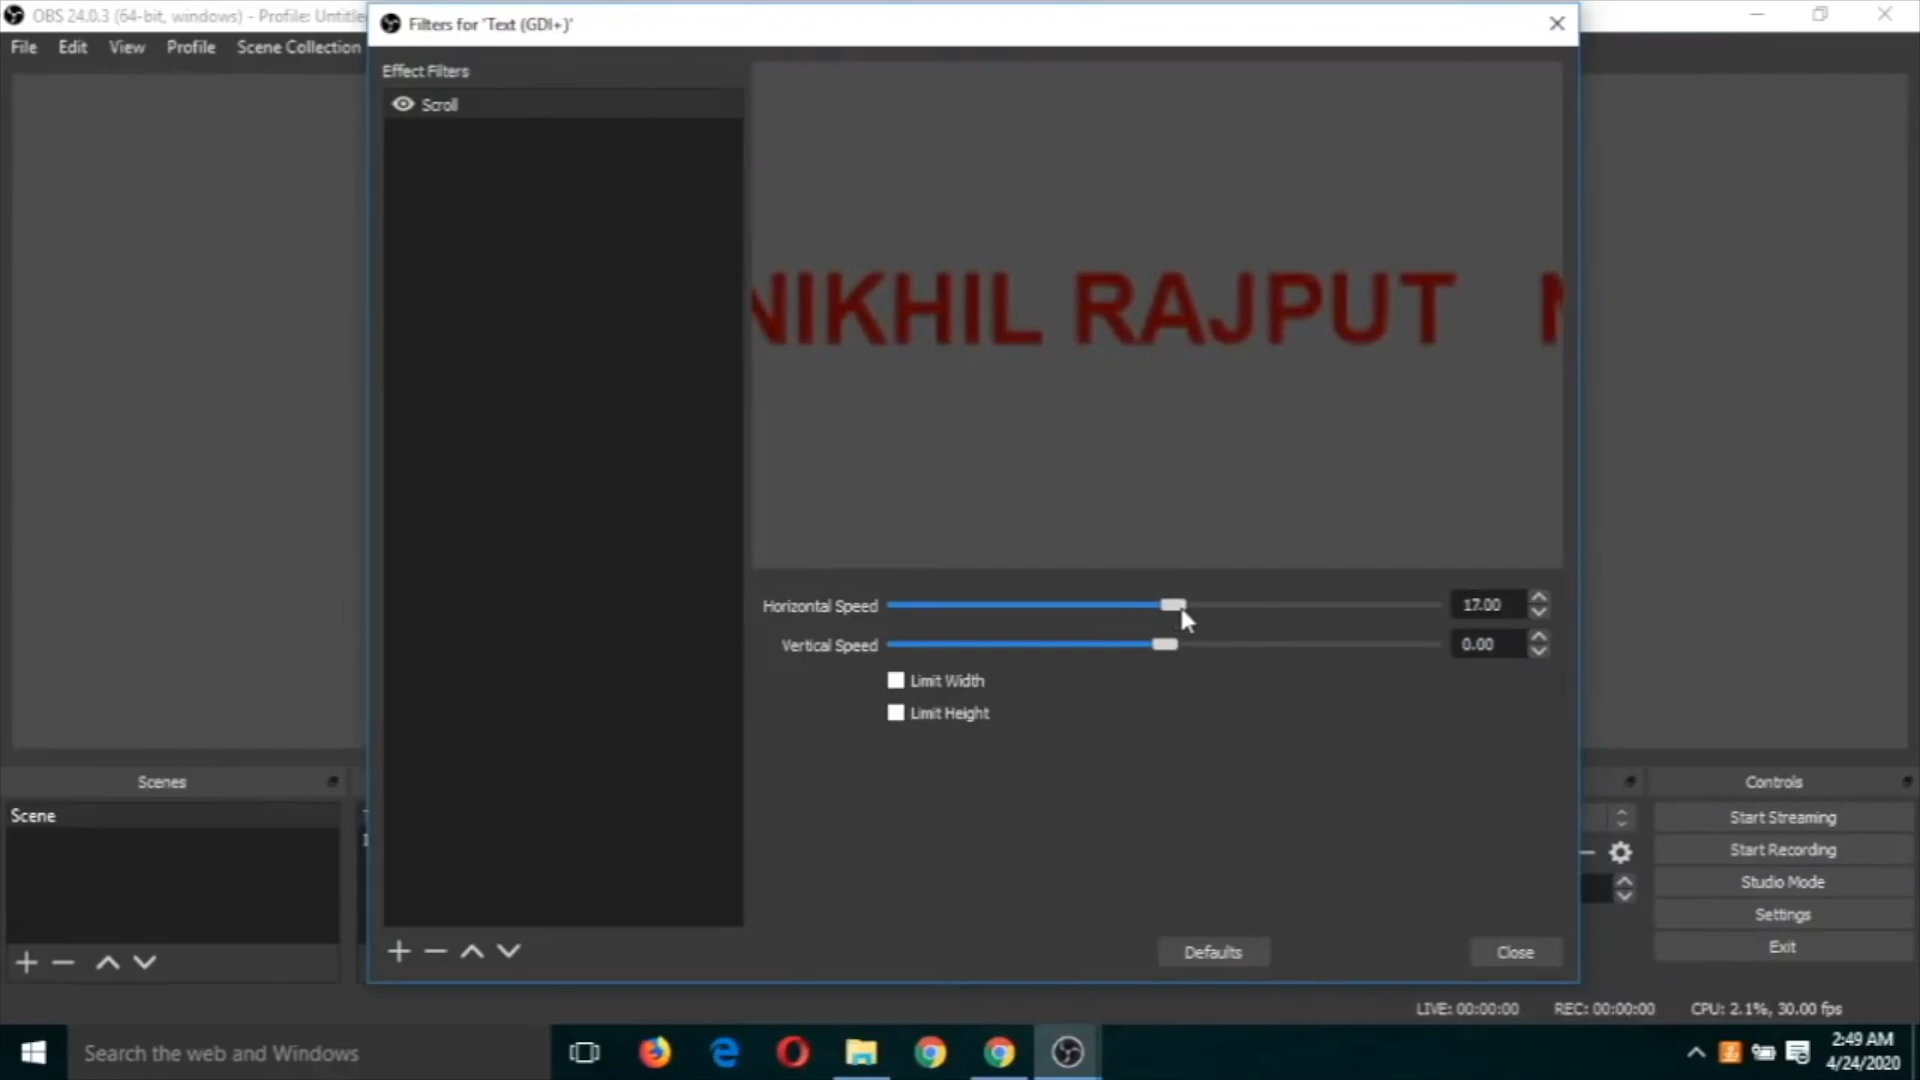 OBS 24.0.3 (64-bit, windows) - Profile: Untitle
File Edit View Profile Scene Collection
Filters for 'Text (GDI+)'
Effect Filters
Scroll
NIKHIL RAJPUT
Horizontal Speed 17.00
Vertical Speed 0.00
Limit Width
Limit Height
Defaults Close
Scenes
Scene
Controls
Start Streaming
Start Recording
Studio Mode
Settings
Exit
LIVE: 00:00:00 REC: 00:00:00 CPU: 2.1%, 30.00 fps
Search the web and Windows
2:49 AM
4/24/2020